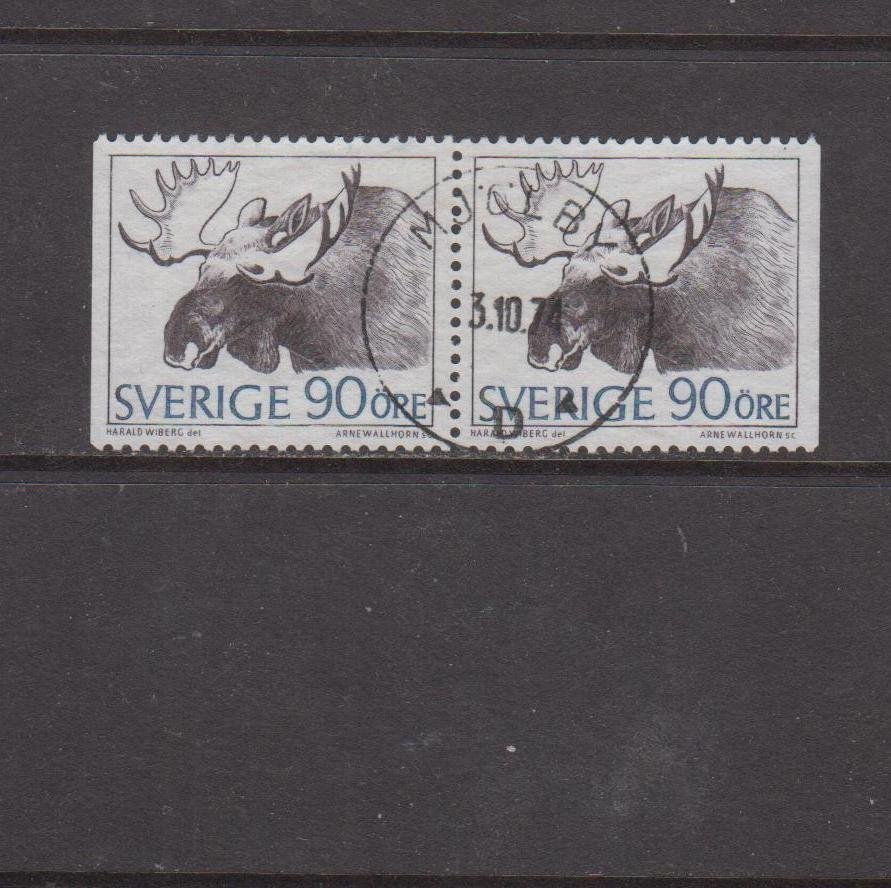 3.10.74
SVERIGE 90 ÖRE
HARALD WIBERG del ARNE WALLHORN sc
SVERIGE 90 ÖRE
HARALD WIBERG del ARNE WALLHORN sc
D